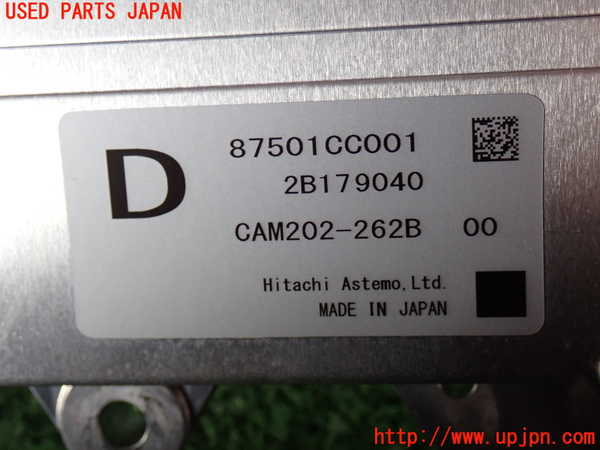 USED PARTS JAPAN
D
87501CC001
2B179040
CAM202-262B 00
Hitachi Astemo,Ltd.
MADE IN JAPAN
http://www.upjpn.com